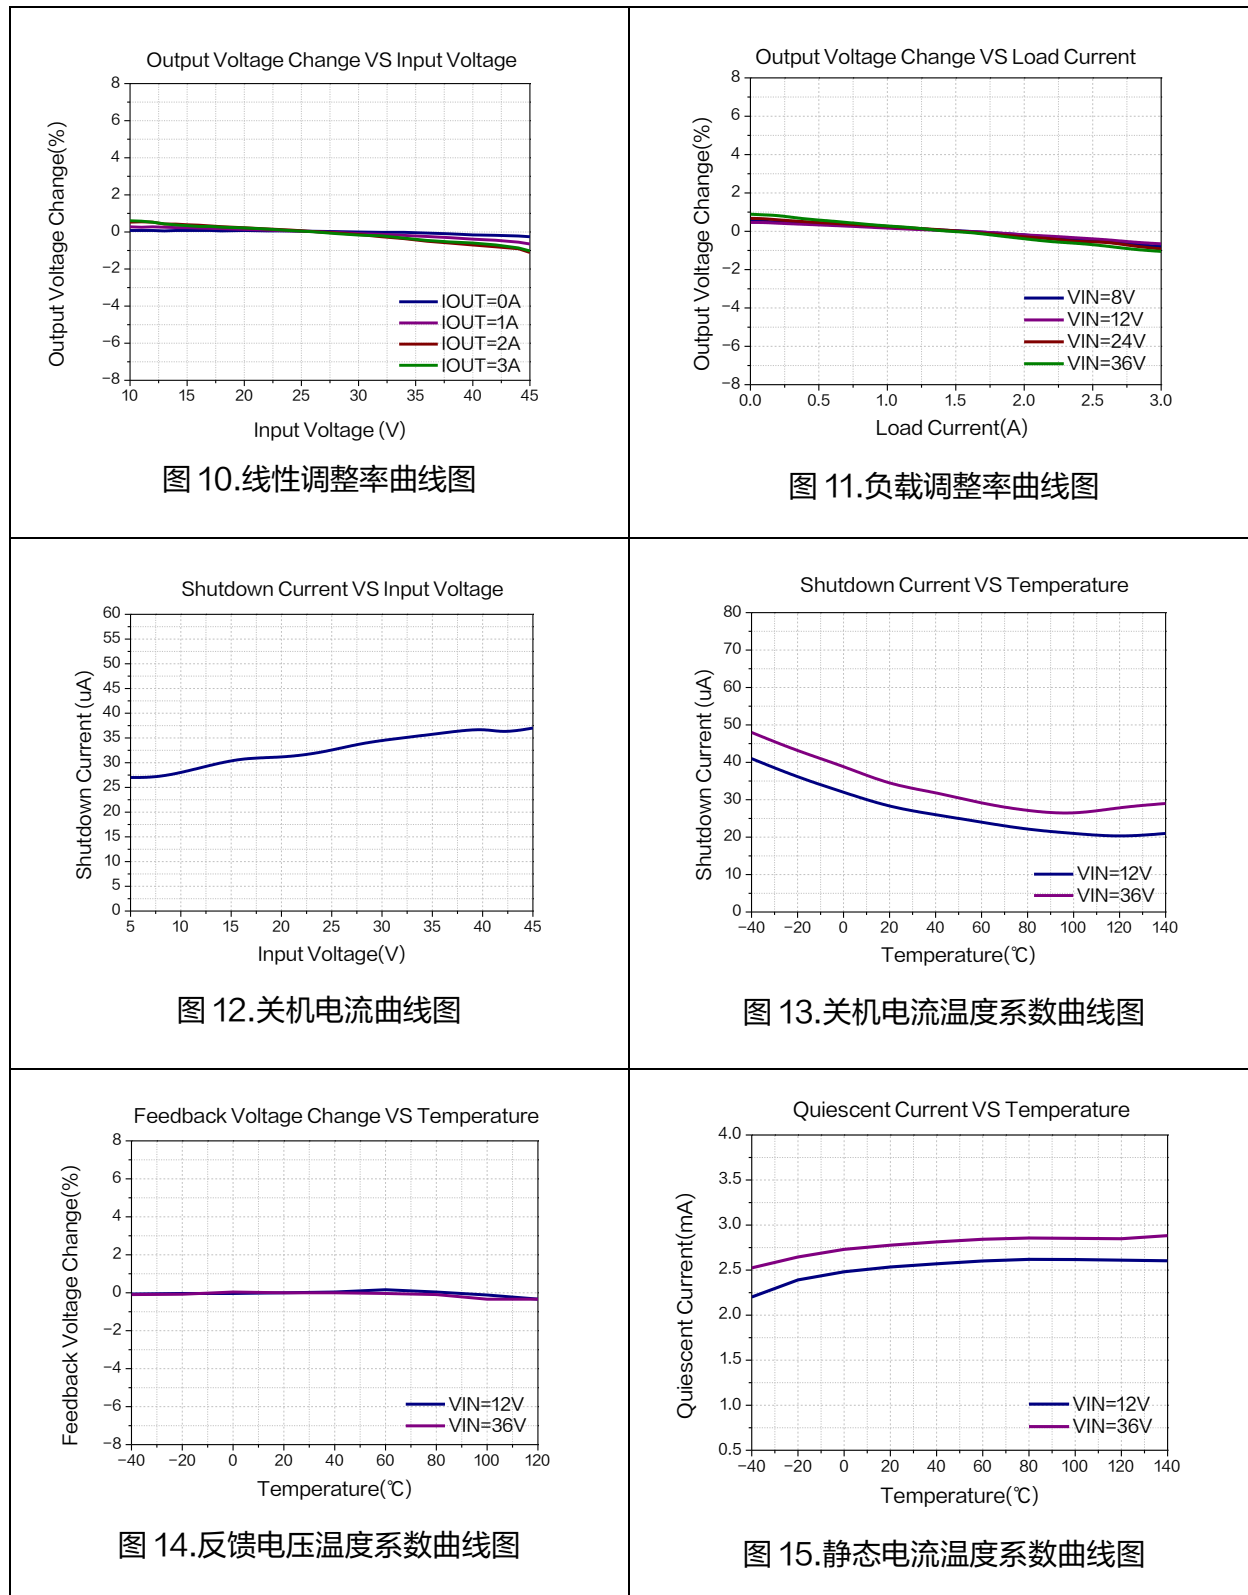 Output Voltage Change VS Input Voltage
Output Voltage Change(%)
8
6
4
2
0
−2
−4
−6
−8
IOUT=0A
IOUT=1A
IOUT=2A
IOUT=3A
10 15 20 25 30 35 40 45
Input Voltage (V)
图 10.线性调整率曲线图
Output Voltage Change VS Load Current
Output Voltage Change(%)
8
6
4
2
0
−2
−4
−6
−8
VIN=8V
VIN=12V
VIN=24V
VIN=36V
0.0 0.5 1.0 1.5 2.0 2.5 3.0
Load Current(A)
图 11.负载调整率曲线图
Shutdown Current VS Input Voltage
Shutdown Current (uA)
60
55
50
45
40
35
30
25
20
15
10
5
0
5 10 15 20 25 30 35 40 45
Input Voltage(V)
图 12.关机电流曲线图
Shutdown Current VS Temperature
Shutdown Current (uA)
80
70
60
50
40
30
20
10
0
VIN=12V
VIN=36V
−40 −20 0 20 40 60 80 100 120 140
Temperature(℃)
图 13.关机电流温度系数曲线图
Feedback Voltage Change VS Temperature
Feedback Voltage Change(%)
8
6
4
2
0
−2
−4
−6
−8
VIN=12V
VIN=36V
−40 −20 0 20 40 60 80 100 120
Temperature(℃)
图 14.反馈电压温度系数曲线图
Quiescent Current VS Temperature
Quiescent Current(mA)
4.0
3.5
3.0
2.5
2.0
1.5
1.0
0.5
VIN=12V
VIN=36V
−40 −20 0 20 40 60 80 100 120 140
Temperature(℃)
图 15.静态电流温度系数曲线图